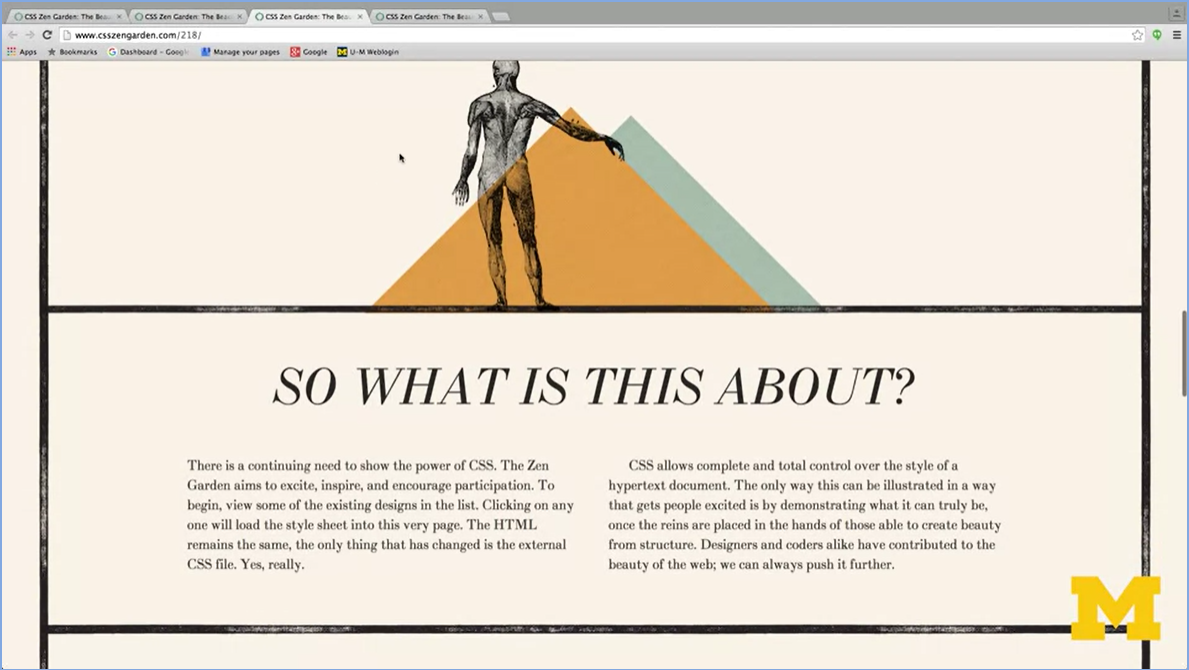 CSS Zen Garden: The Beau
CSS Zen Garden: The Beau
CSS Zen Garden: The Beau
CSS Zen Garden: The Beau
www.csszengarden.com/218/
Apps
Bookmarks
Dashboard – Google
Manage your pages
Google
U-M Weblogin
SO WHAT IS THIS ABOUT?
There is a continuing need to show the power of CSS. The Zen
Garden aims to excite, inspire, and encourage participation. To
begin, view some of the existing designs in the list. Clicking on any
one will load the style sheet into this very page. The HTML
remains the same, the only thing that has changed is the external
CSS file. Yes, really.
CSS allows complete and total control over the style of a
hypertext document. The only way this can be illustrated in a way
that gets people excited is by demonstrating what it can truly be,
once the reins are placed in the hands of those able to create beauty
from structure. Designers and coders alike have contributed to the
beauty of the web; we can always push it further.
M